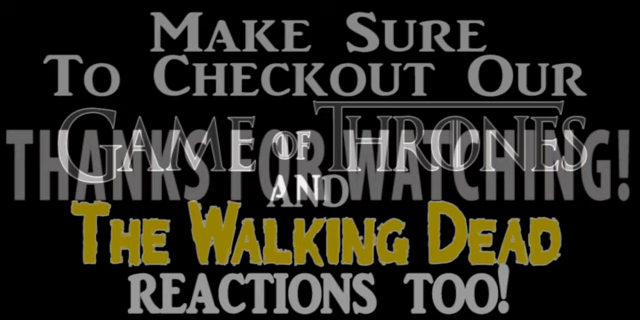 Make Sure
To Checkout Our
GAME OF THRONES
THANKS FOR WATCHING!
AND
THE WALKING DEAD
REACTIONS TOO!